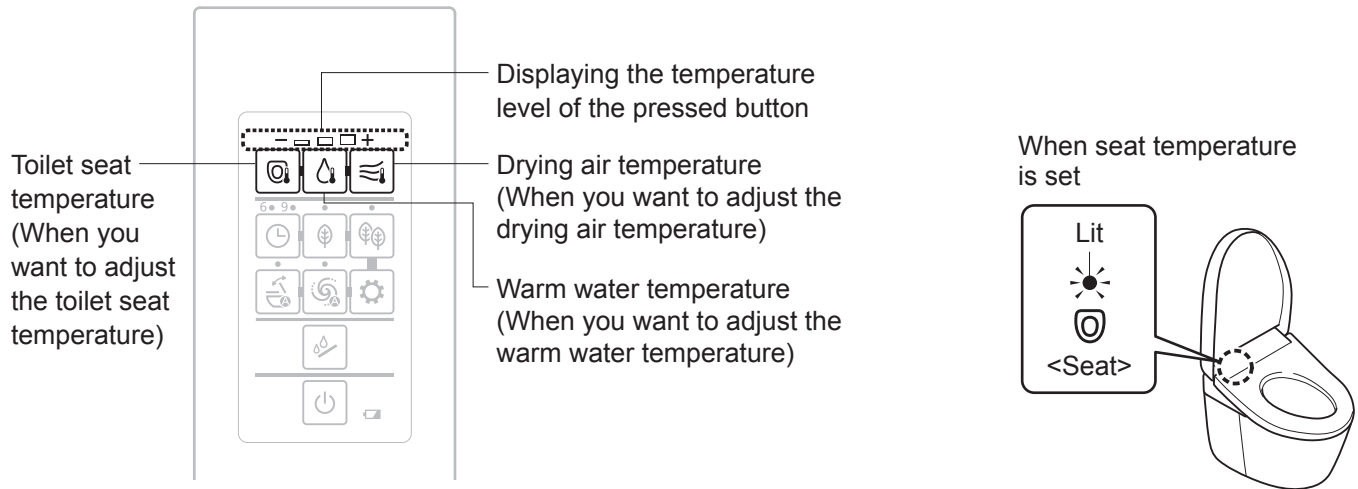 Displaying the temperature
level of the pressed button
− +
Toilet seat
temperature
(When you
want to adjust
the toilet seat
temperature)
Drying air temperature
(When you want to adjust the
drying air temperature)
6 9
Warm water temperature
(When you want to adjust the
warm water temperature)
When seat temperature
is set
Lit
<Seat>